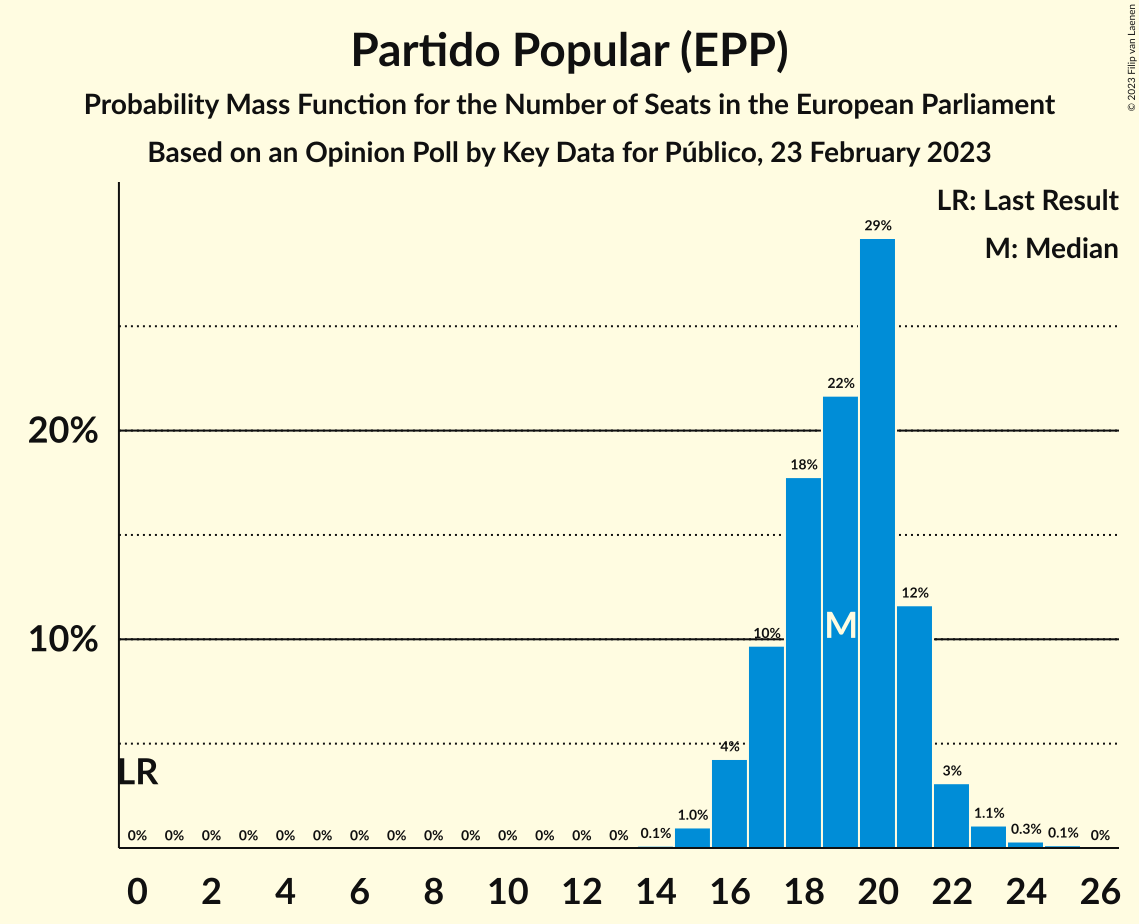 Partido Popular (EPP)
Probability Mass Function for the Number of Seats in the European Parliament
Based on an Opinion Poll by Key Data for Público, 23 February 2023
© 2023 Filip van Laenen
LR: Last Result
M: Median
20%
10%
LR
M
0% 0% 0% 0% 0% 0% 0% 0% 0% 0% 0% 0% 0% 0% 0.1% 1.0% 4% 10% 18% 22% 29% 12% 3% 1.1% 0.3% 0.1% 0%
0 2 4 6 8 10 12 14 16 18 20 22 24 26